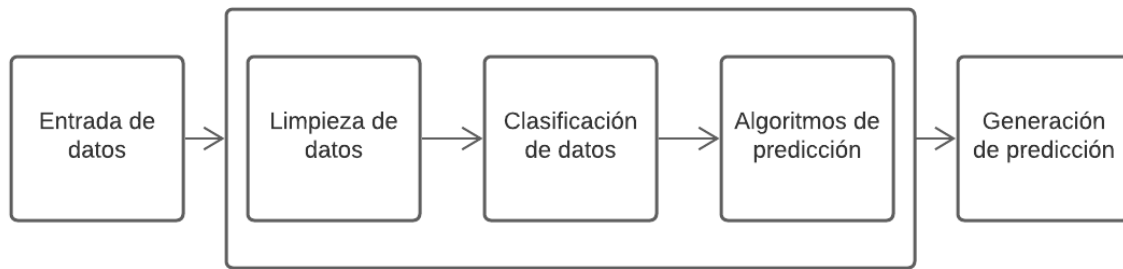 Entrada de
datos
Limpieza de
datos
Clasificación
de datos
Algoritmos de
predicción
Generación
de predicción